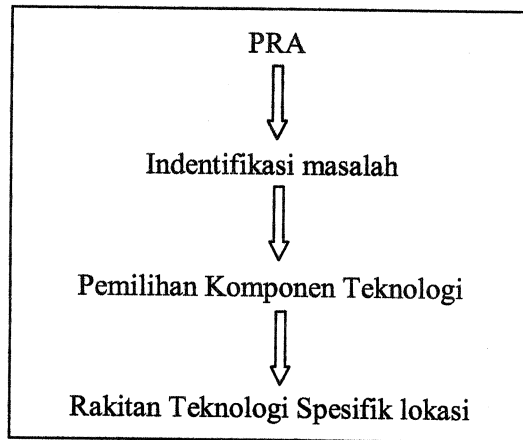 PRA
Indentifikasi masalah
Pemilihan Komponen Teknologi
Rakitan Teknologi Spesifik lokasi